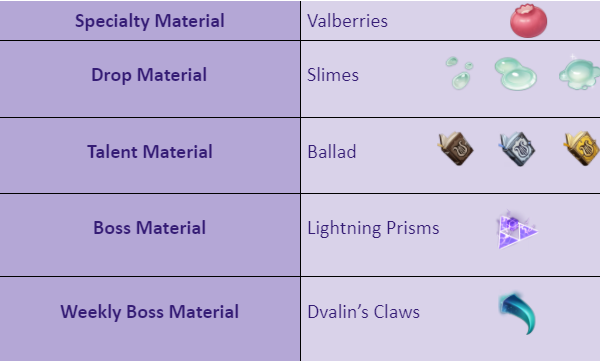 Specialty Material Valberries
Drop Material Slimes
Talent Material Ballad
Boss Material Lightning Prisms
Weekly Boss Material Dvalin’s Claws